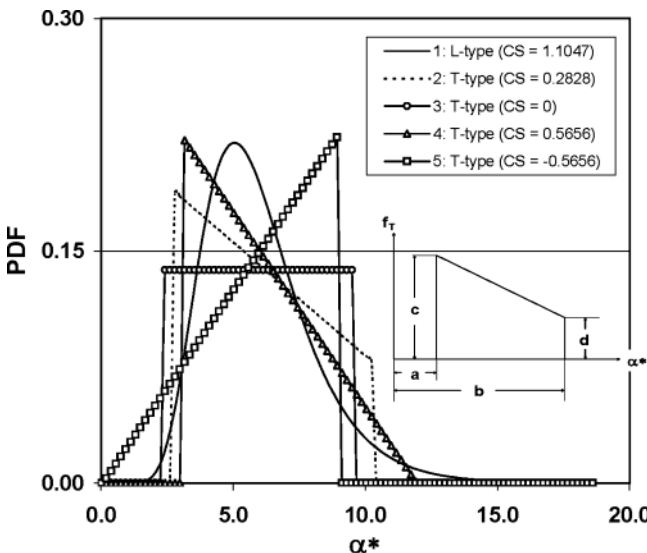 0.30
1: L-type (CS = 1.1047)
2: T-type (CS = 0.2828)
3: T-type (CS = 0)
4: T-type (CS = 0.5656)
5: T-type (CS = -0.5656)
PDF
0.15
f_T
c
d
a
b
α*
0.00
0.0 5.0 10.0 15.0 20.0
α*